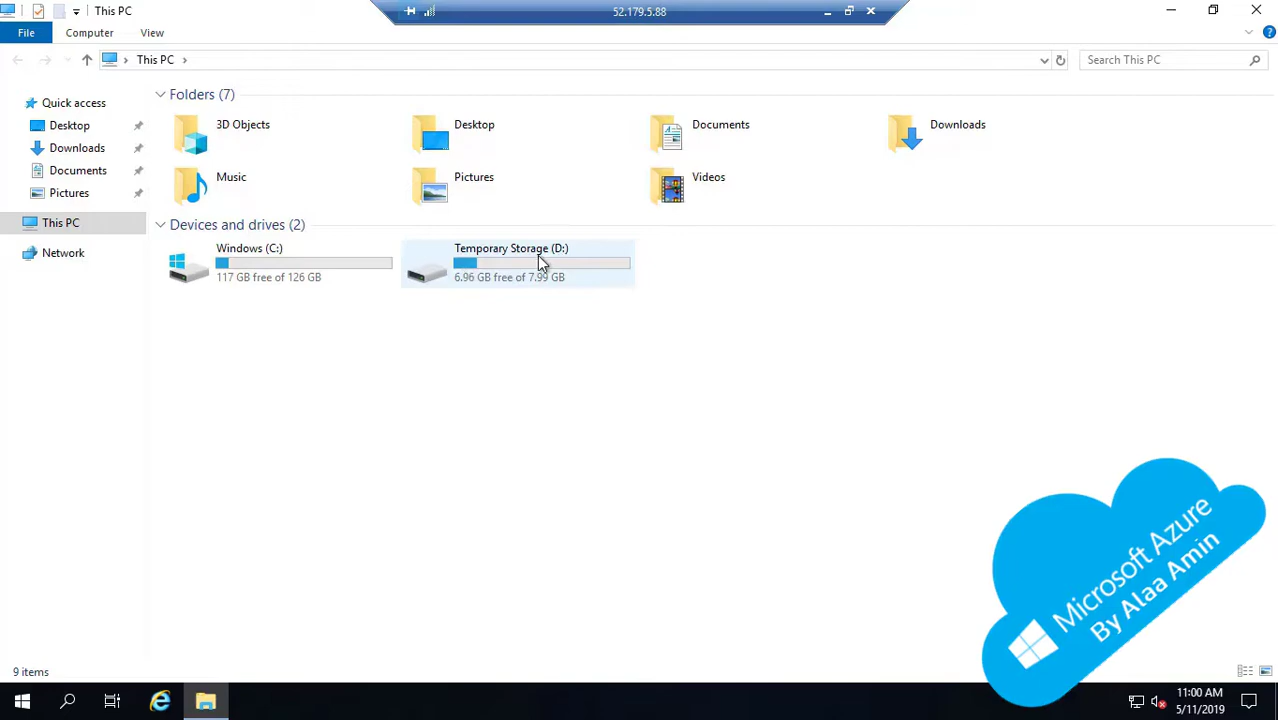 This PC
52.179.5.88
File
Computer
View
This PC
Search This PC
Quick access
Desktop
Downloads
Documents
Pictures
This PC
Network
Folders (7)
3D Objects
Desktop
Documents
Downloads
Music
Pictures
Videos
Devices and drives (2)
Windows (C:)
117 GB free of 126 GB
Temporary Storage (D:)
6.96 GB free of 7.99 GB
Microsoft Azure
By Alaa Amin
9 items
11:00 AM
5/11/2019